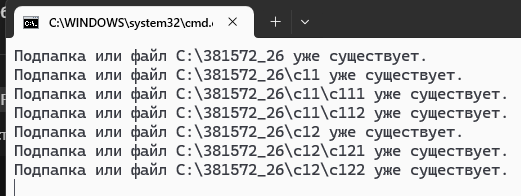 C:\WINDOWS\system32\cmd.
Подпапка или файл C:\381572_26 уже существует.
Подпапка или файл C:\381572_26\c11 уже существует.
Подпапка или файл C:\381572_26\c11\c111 уже существует.
Подпапка или файл C:\381572_26\c11\c112 уже существует.
Подпапка или файл C:\381572_26\c12 уже существует.
Подпапка или файл C:\381572_26\c12\c121 уже существует.
Подпапка или файл C:\381572_26\c12\c122 уже существует.